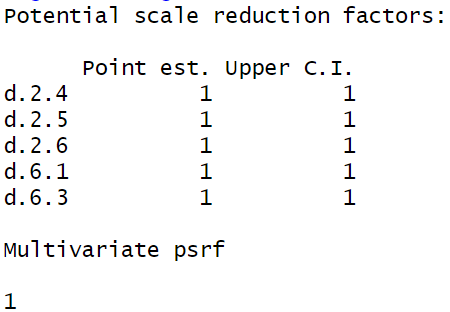 Potential scale reduction factors:
Point est. Upper C.I.
d.2.4 1 1
d.2.5 1 1
d.2.6 1 1
d.6.1 1 1
d.6.3 1 1
Multivariate psrf
1